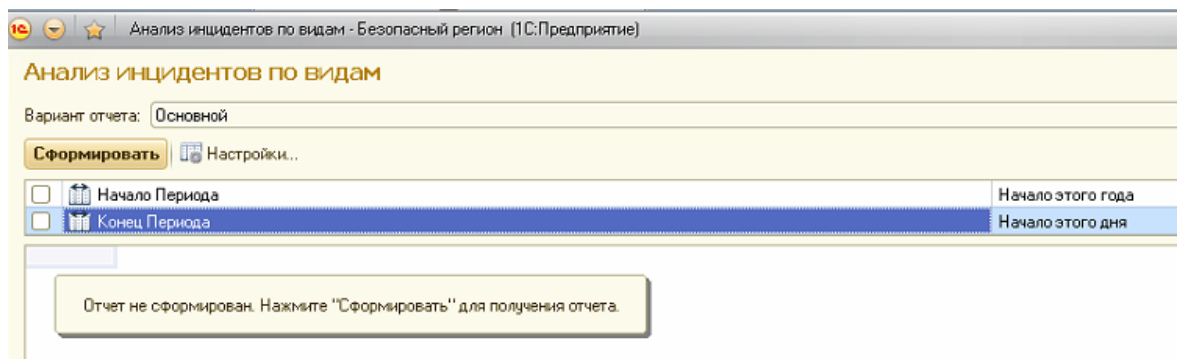 1С Анализ инцидентов по видам - Безопасный регион (1С:Предприятие)
Анализ инцидентов по видам
Вариант отчета: Основной
Сформировать Настройки...
Начало Периода Начало этого года
Конец Периода Начало этого дня
Отчет не сформирован. Нажмите "Сформировать" для получения отчета.